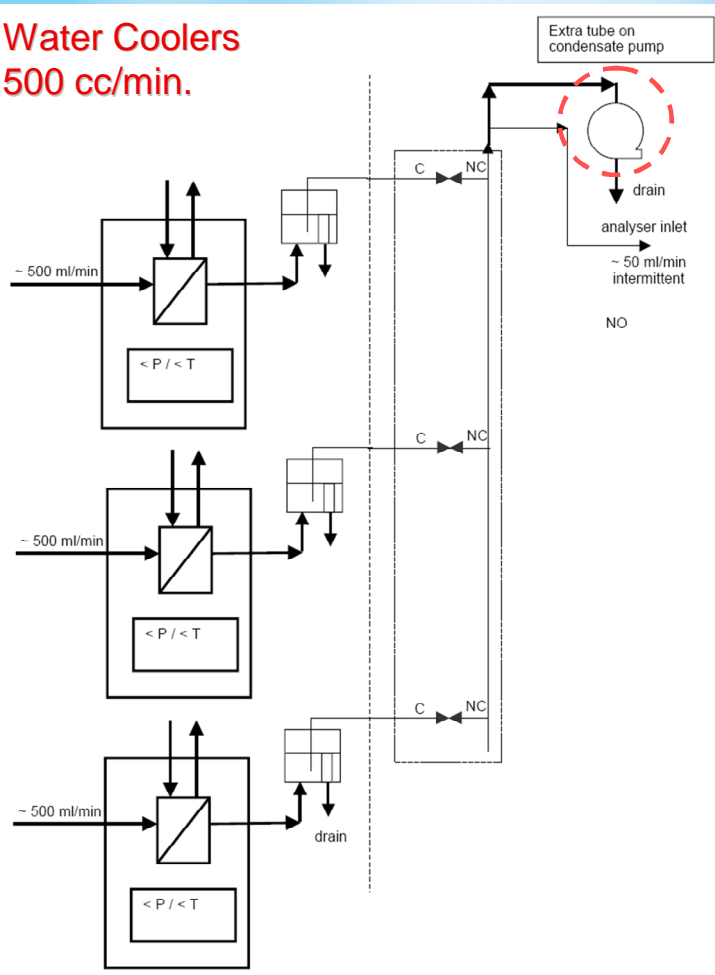 Water Coolers
500 cc/min.
Extra tube on
condensate pump
C
NC
drain
analyser inlet
~ 50 ml/min
intermittent
NO
~ 500 ml/min
< P / < T
C
NC
~ 500 ml/min
< P / < T
C
NC
~ 500 ml/min
drain
< P / < T